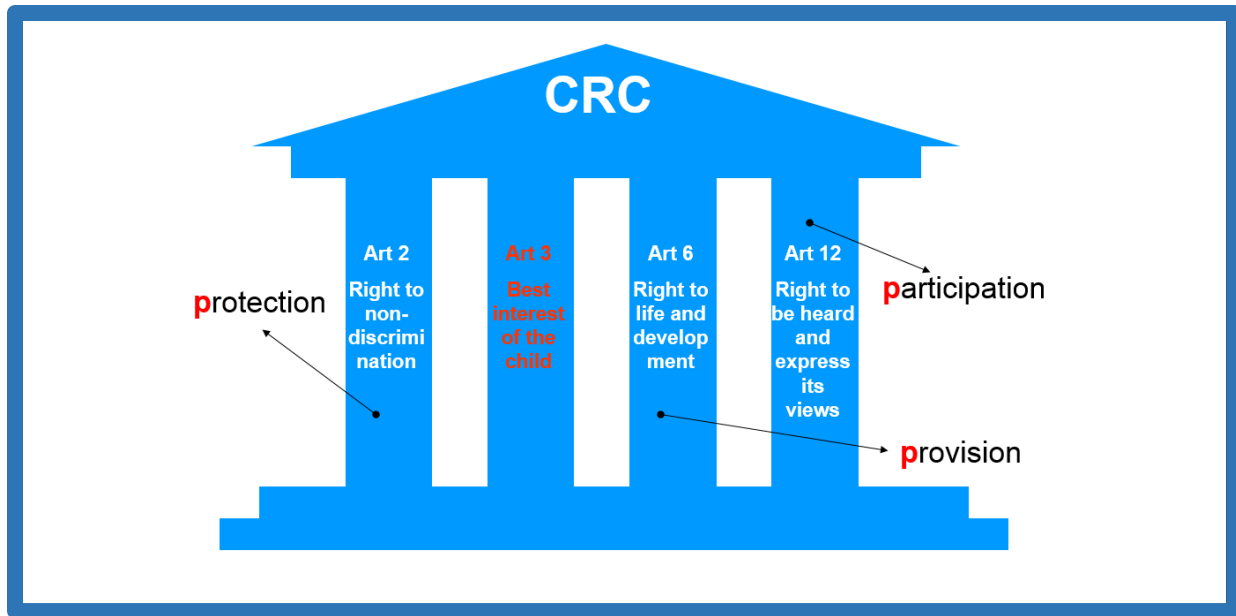 CRC
Art 2
Right to
non-
discrimi
nation
Art 3
Best
interest
of the
child
Art 6
Right to
life and
develop
ment
Art 12
Right to
be heard
and
express
its
views
protection
participation
provision